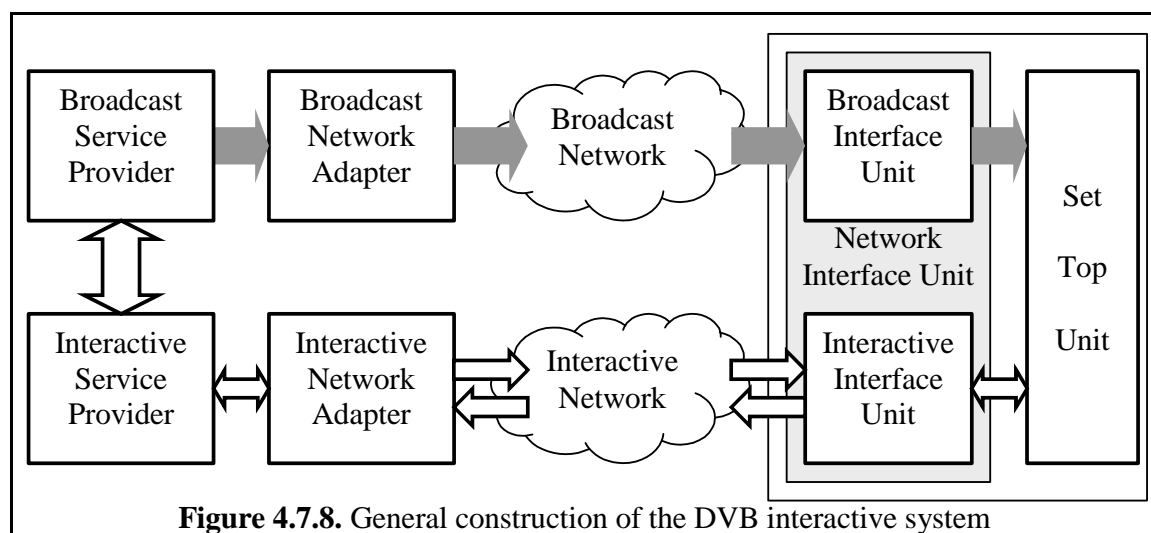 Broadcast
Service
Provider
Broadcast
Network
Adapter
Broadcast
Network
Broadcast
Interface
Unit
Network
Interface Unit
Set
Top
Unit
Interactive
Service
Provider
Interactive
Network
Adapter
Interactive
Network
Interactive
Interface
Unit
Figure 4.7.8. General construction of the DVB interactive system